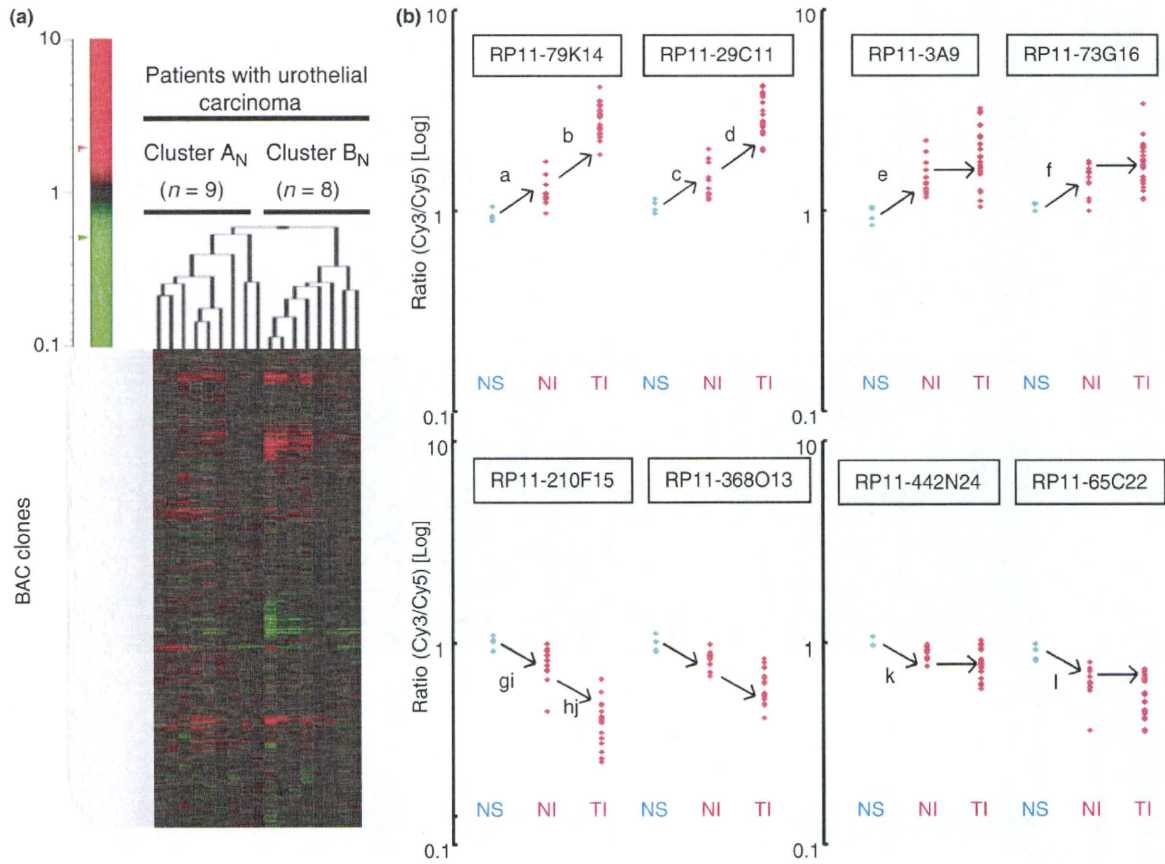 (a)
10
1
0.1
Patients with urothelial
carcinoma
Cluster AN
Cluster BN
(n = 9)
(n = 8)
BAC clones
(b)
10
1
0.1
Ratio (Cy3/Cy5) [Log]
RP11-79K14
RP11-29C11
a
b
c
d
NS
NI
TI
NS
NI
TI
10
1
0.1
RP11-3A9
RP11-73G16
e
f
NS
NI
TI
NS
NI
TI
10
1
0.1
Ratio (Cy3/Cy5) [Log]
RP11-210F15
RP11-368O13
gi
hj
NS
NI
TI
NS
NI
TI
10
1
0.1
RP11-442N24
RP11-65C22
k
l
NS
NI
TI
NS
NI
TI